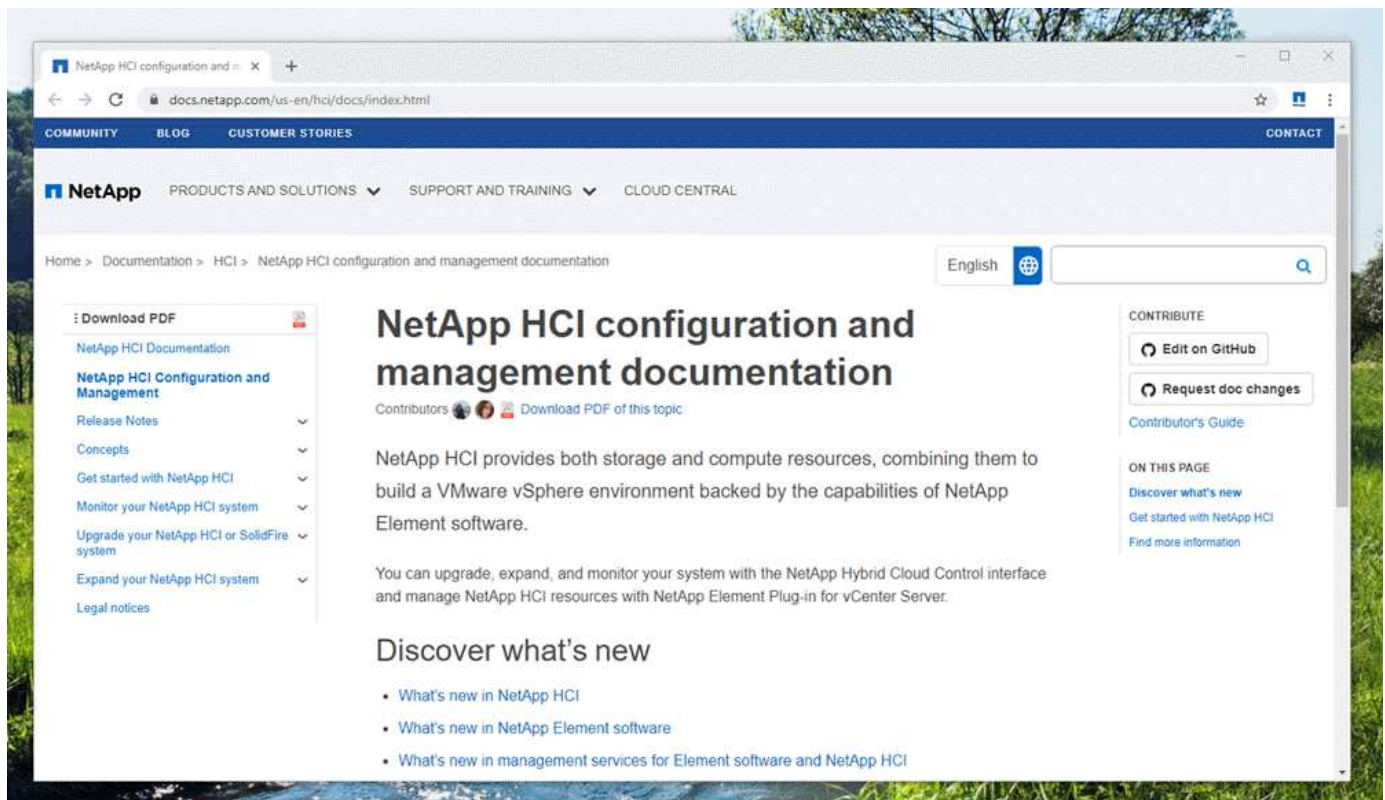 NetApp HCI configuration and
docs.netapp.com/us-en/hci/docs/index.html
COMMUNITY BLOG CUSTOMER STORIES CONTACT
NetApp PRODUCTS AND SOLUTIONS SUPPORT AND TRAINING CLOUD CENTRAL
Home > Documentation > HCI > NetApp HCI configuration and management documentation
English
Download PDF
NetApp HCI Documentation
NetApp HCI Configuration and
Management
Release Notes
Concepts
Get started with NetApp HCI
Monitor your NetApp HCI system
Upgrade your NetApp HCI or SolidFire
system
Expand your NetApp HCI system
Legal notices
NetApp HCI configuration and
management documentation
Contributors Download PDF of this topic
NetApp HCI provides both storage and compute resources, combining them to
build a VMware vSphere environment backed by the capabilities of NetApp
Element software.
You can upgrade, expand, and monitor your system with the NetApp Hybrid Cloud Control interface
and manage NetApp HCI resources with NetApp Element Plug-in for vCenter Server.
Discover what's new
• What's new in NetApp HCI
• What's new in NetApp Element software
• What's new in management services for Element software and NetApp HCI
CONTRIBUTE
Edit on GitHub
Request doc changes
Contributor's Guide
ON THIS PAGE
Discover what's new
Get started with NetApp HCI
Find more information